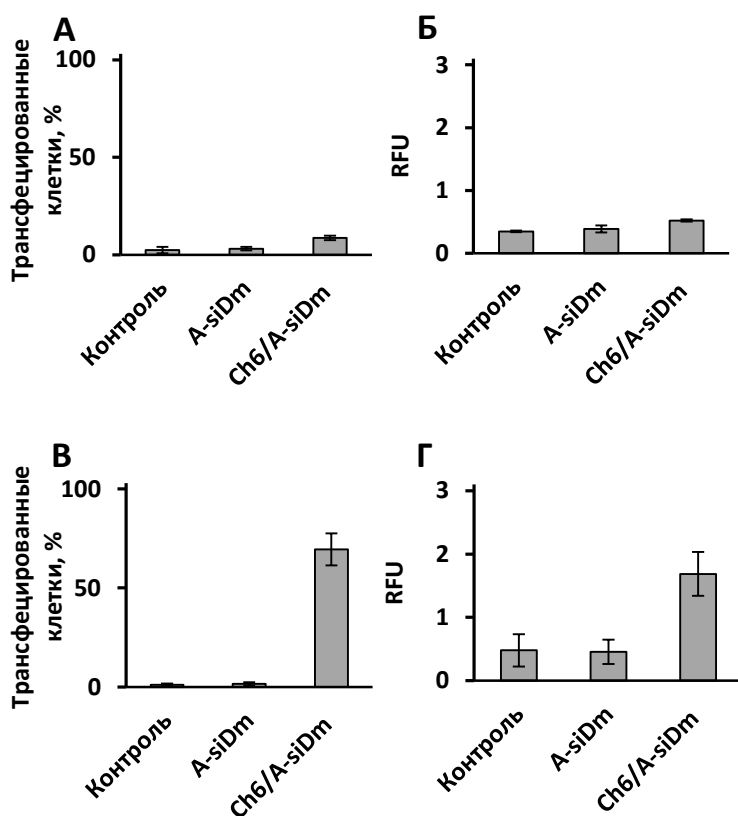 А
Трансфецированные
клетки, %
100
50
0
Контроль
A-siDm
Ch6/A-siDm
Б
RFU
3
2
1
0
Контроль
A-siDm
Ch6/A-siDm
В
Трансфецированные
клетки, %
100
50
0
Контроль
A-siDm
Ch6/A-siDm
Г
RFU
3
2
1
0
Контроль
A-siDm
Ch6/A-siDm